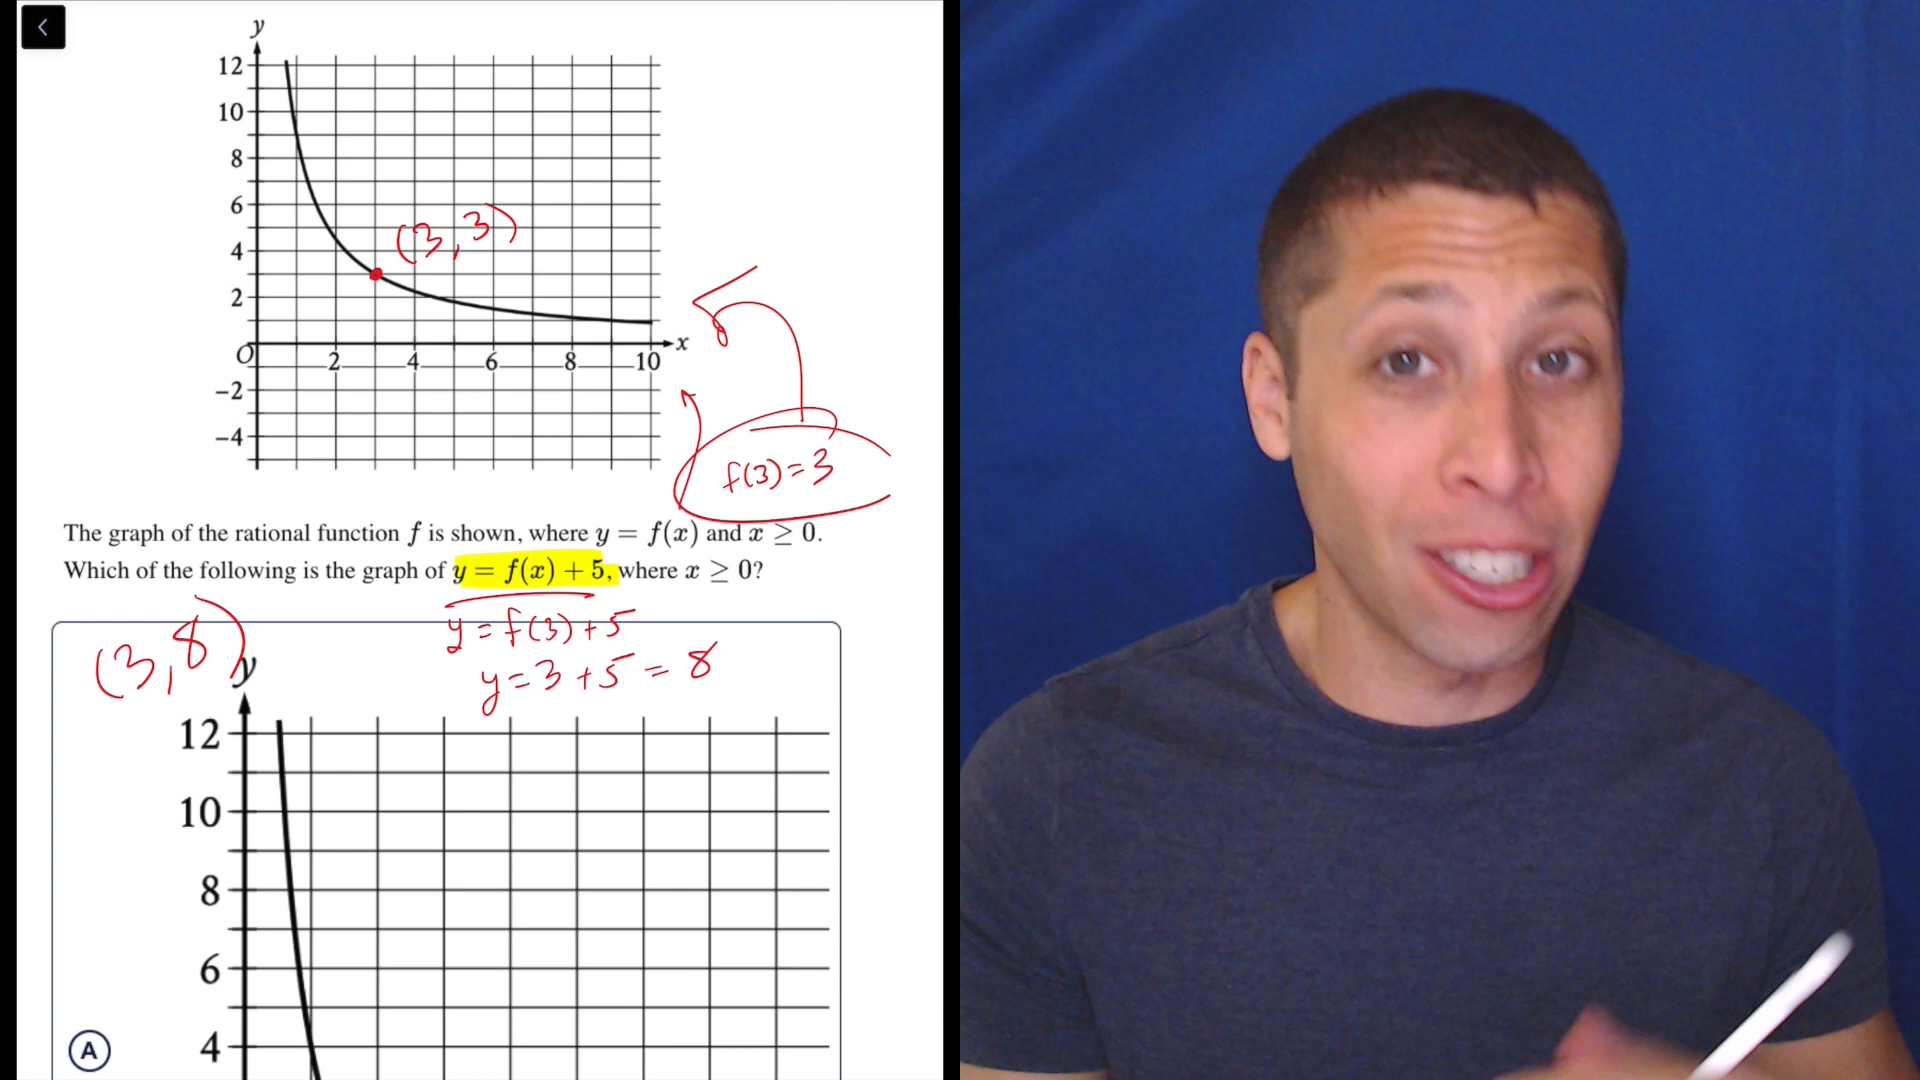 y
12
10
8
6
(3,3)
4
2
O
2
4
6
8
10
x
−2
−4
f(3)=3
The graph of the rational function f is shown, where y = f(x) and x ≥ 0.
Which of the following is the graph of y = f(x) + 5, where x ≥ 0?
y = f(3)+5
(3,8)
y
y=3+5=8
12
10
8
6
4
A